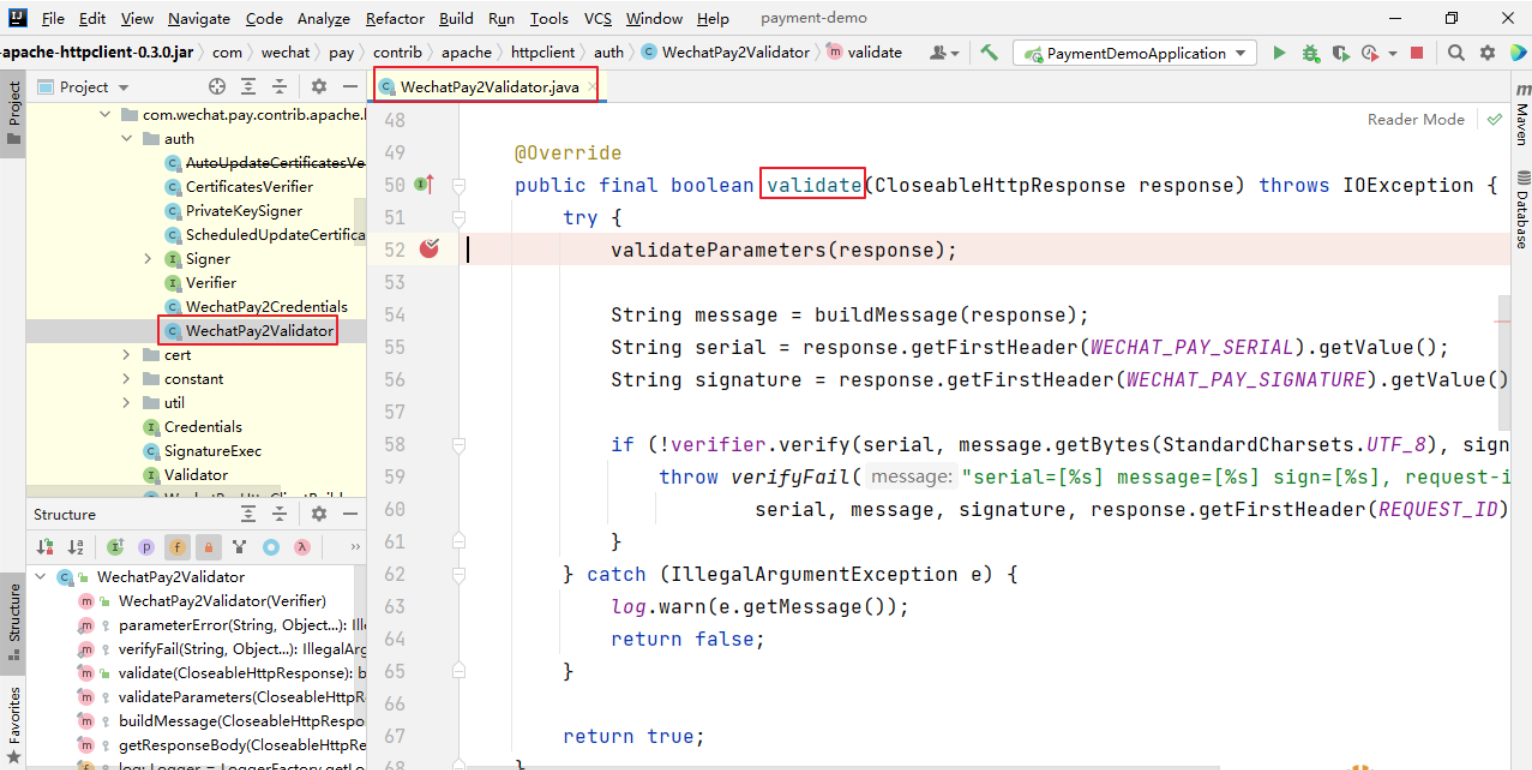 File Edit View Navigate Code Analyze Refactor Build Run Tools VCS Window Help payment-demo
-apache-httpclient-0.3.0.jar com wechat pay contrib apache httpclient auth WechatPay2Validator validate PaymentDemoApplication
Project
Project
WechatPay2Validator.java
com.wechat.pay.contrib.apache.
auth
AutoUpdateCertificatesVe
CertificatesVerifier
PrivateKeySigner
ScheduledUpdateCertifica
Signer
Verifier
WechatPay2Credentials
WechatPay2Validator
cert
constant
util
Credentials
SignatureExec
Validator
Structure
Structure
WechatPay2Validator
WechatPay2Validator(Verifier)
parameterError(String, Object...): Ille
verifyFail(String, Object...): IllegalArg
validate(CloseableHttpResponse): b
validateParameters(CloseableHttpR
buildMessage(CloseableHttpRespo
getResponseBody(CloseableHttpRe
log: Logger = LoggerFactory.getLo
Favorites
Reader Mode
48
49 @Override
50 public final boolean validate(CloseableHttpResponse response) throws IOException {
51 try {
52 validateParameters(response);
53
54 String message = buildMessage(response);
55 String serial = response.getFirstHeader(WECHAT_PAY_SERIAL).getValue();
56 String signature = response.getFirstHeader(WECHAT_PAY_SIGNATURE).getValue()
57
58 if (!verifier.verify(serial, message.getBytes(StandardCharsets.UTF_8), sign
59 throw verifyFail( message: "serial=[%s] message=[%s] sign=[%s], request-i
60 serial, message, signature, response.getFirstHeader(REQUEST_ID)
61 }
62 } catch (IllegalArgumentException e) {
63 log.warn(e.getMessage());
64 return false;
65 }
66
67 return true;
68 }
Maven
Database